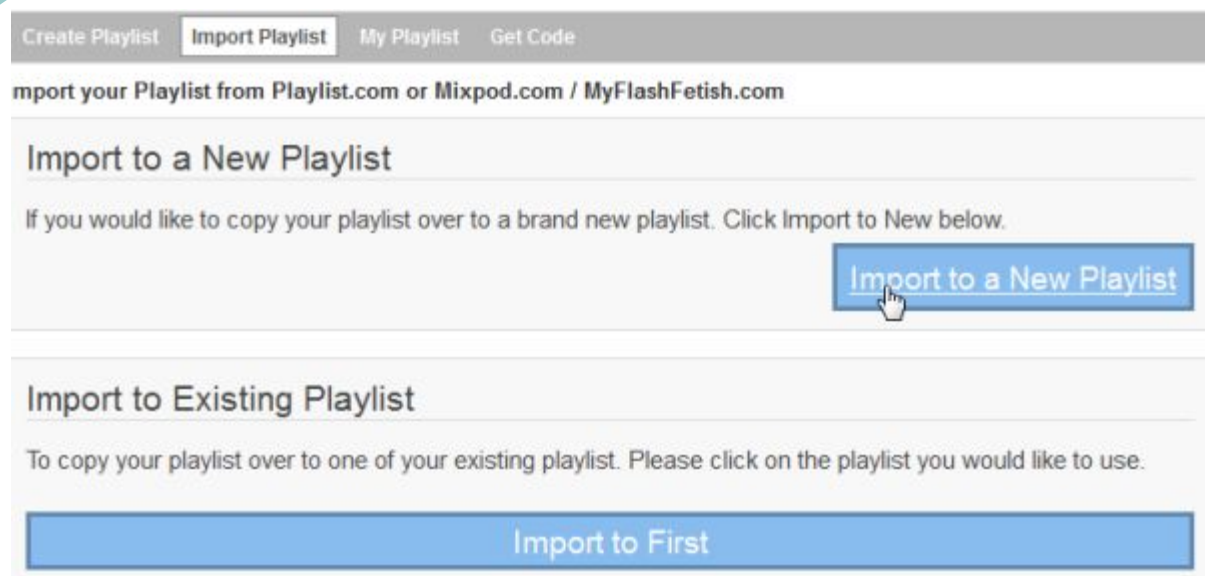 Create Playlist Import Playlist My Playlist Get Code
mport your Playlist from Playlist.com or Mixpod.com / MyFlashFetish.com
Import to a New Playlist
If you would like to copy your playlist over to a brand new playlist. Click Import to New below.
Import to a New Playlist
Import to Existing Playlist
To copy your playlist over to one of your existing playlist. Please click on the playlist you would like to use.
Import to First